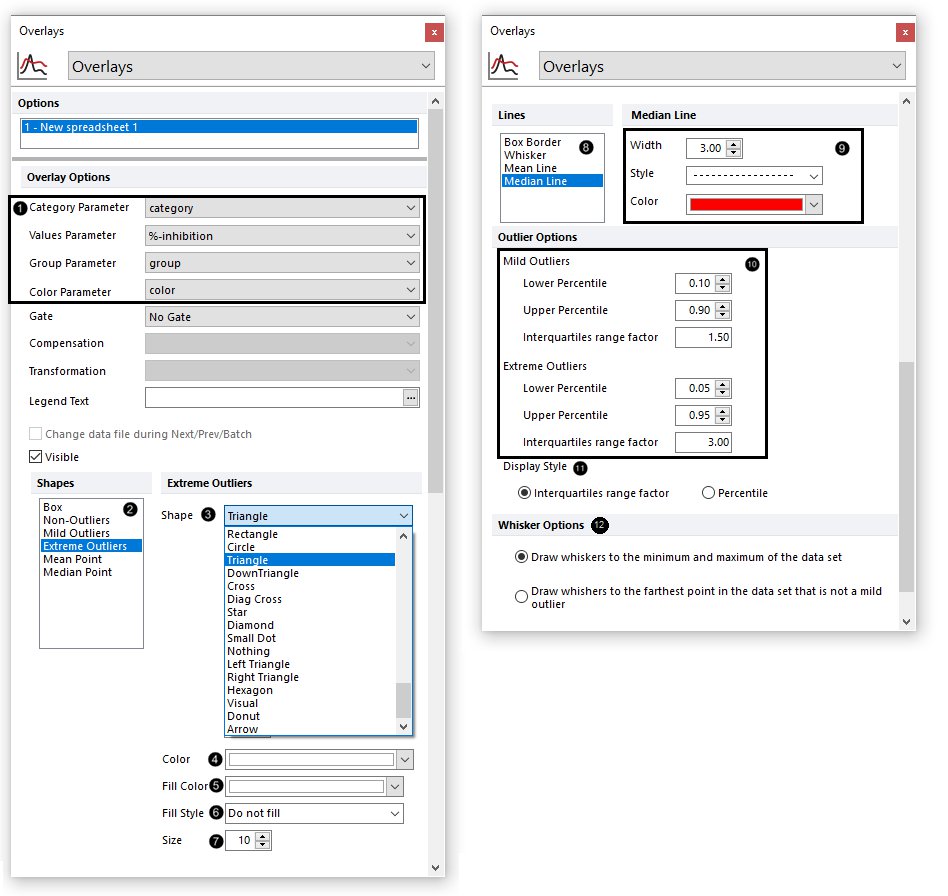 Overlays
x
Overlays
Options
1 - New spreadsheet 1
Overlay Options
1 Category Parameter category
Values Parameter %-inhibition
Group Parameter group
Color Parameter color
Gate No Gate
Compensation
Transformation
Legend Text ...
Change data file during Next/Prev/Batch
Visible
Shapes
Box 2
Non-Outliers
Mild Outliers
Extreme Outliers
Mean Point
Median Point
Extreme Outliers
Shape 3 Triangle
Rectangle
Circle
Triangle
DownTriangle
Cross
Diag Cross
Star
Diamond
Small Dot
Nothing
Left Triangle
Right Triangle
Hexagon
Visual
Donut
Arrow
Color 4
Fill Color 5
Fill Style 6 Do not fill
Size 7 10
Overlays
x
Overlays
Lines
Box Border 8
Whisker
Mean Line
Median Line
Median Line
Width 3.00 9
Style
Color
Outlier Options
Mild Outliers 10
Lower Percentile 0.10
Upper Percentile 0.90
Interquartiles range factor 1.50
Extreme Outliers
Lower Percentile 0.05
Upper Percentile 0.95
Interquartiles range factor 3.00
Display Style 11
Interquartiles range factor Percentile
Whisker Options 12
Draw whiskers to the minimum and maximum of the data set
Draw whishers to the farthest point in the data set that is not a mild
outlier